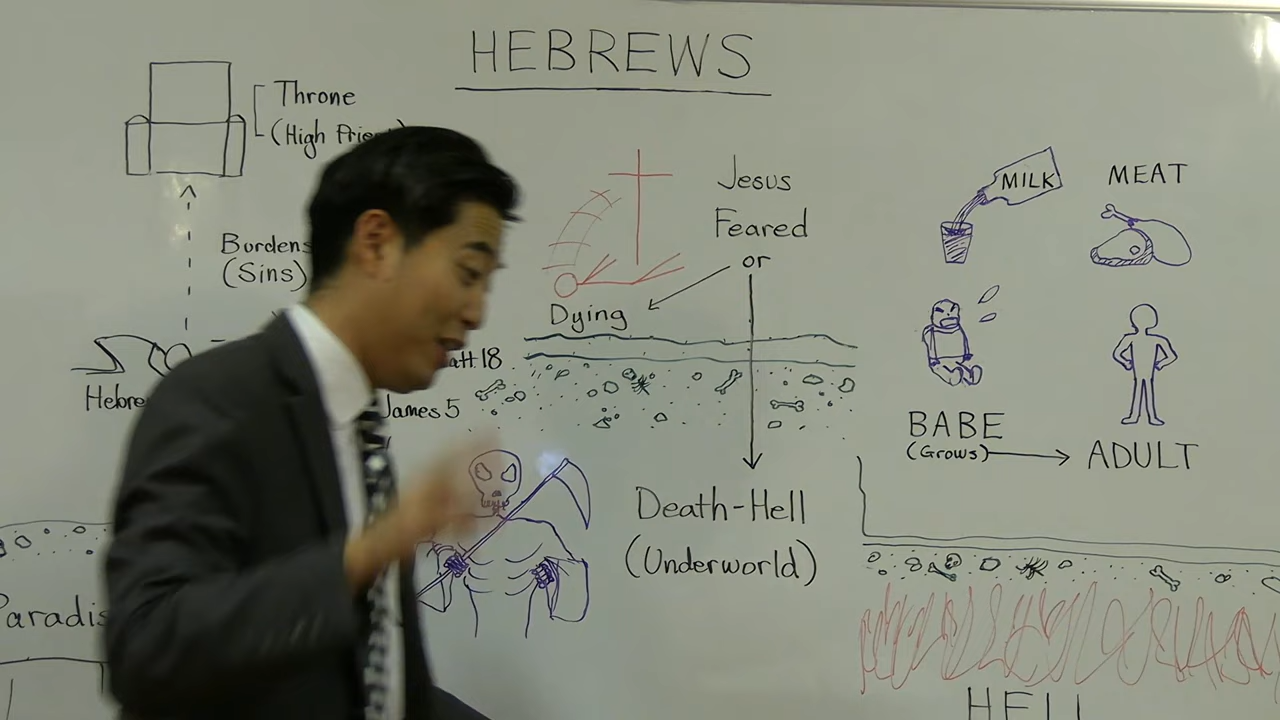 HEBREWS
Throne
(High Prie
Burdens
(Sins)
Hebre
att. 18
James 5
Paradis
Jesus
Feared
or
Dying
Death-Hell
(Underworld)
MILK
MEAT
BABE
(Grows)
ADULT
HELL